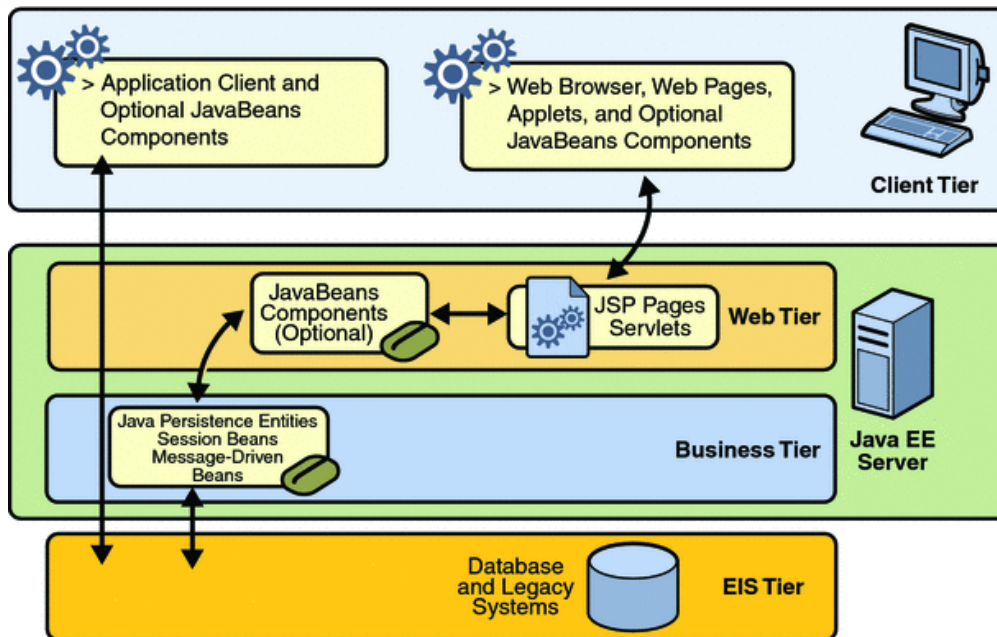 > Application Client and
Optional JavaBeans
Components
> Web Browser, Web Pages,
Applets, and Optional
JavaBeans Components
Client Tier
JavaBeans
Components
(Optional)
JSP Pages
Servlets
Web Tier
Java Persistence Entities
Session Beans
Message-Driven
Beans
Business Tier
Java EE
Server
Database
and Legacy
Systems
EIS Tier